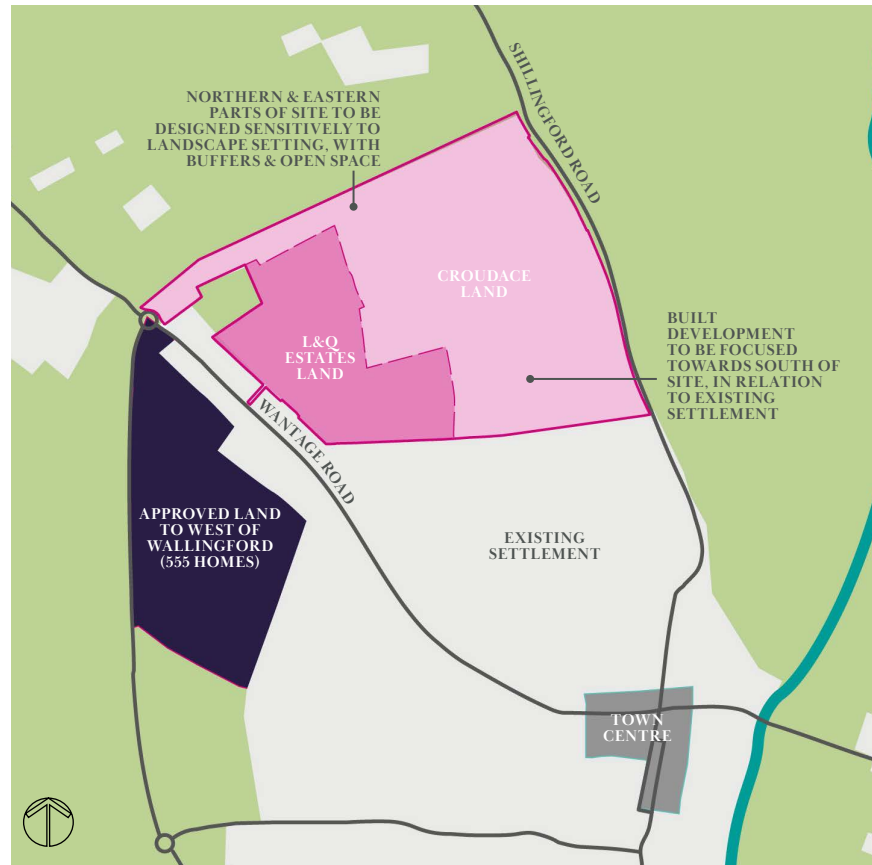 SHILLINGFORD ROAD
NORTHERN & EASTERN
PARTS OF SITE TO BE
DESIGNED SENSITIVELY TO
LANDSCAPE SETTING, WITH
BUFFERS & OPEN SPACE
CROUDACE
LAND
L&Q
ESTATES
LAND
BUILT
DEVELOPMENT
TO BE FOCUSED
TOWARDS SOUTH OF
SITE, IN RELATION
TO EXISTING
SETTLEMENT
WANTAGE ROAD
APPROVED LAND
TO WEST OF
WALLINGFORD
(555 HOMES)
EXISTING
SETTLEMENT
TOWN
CENTRE